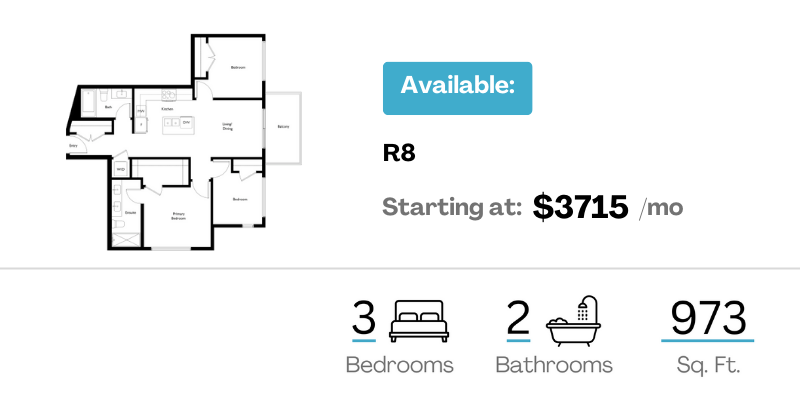 Bedroom
Bath
Kitchen
Living/
Dining
Balcony
Entry
W/D
Ensuite
Primary
Bedroom
Bedroom
Available:
R8
Starting at: $3715 /mo
3
Bedrooms
2
Bathrooms
973
Sq. Ft.